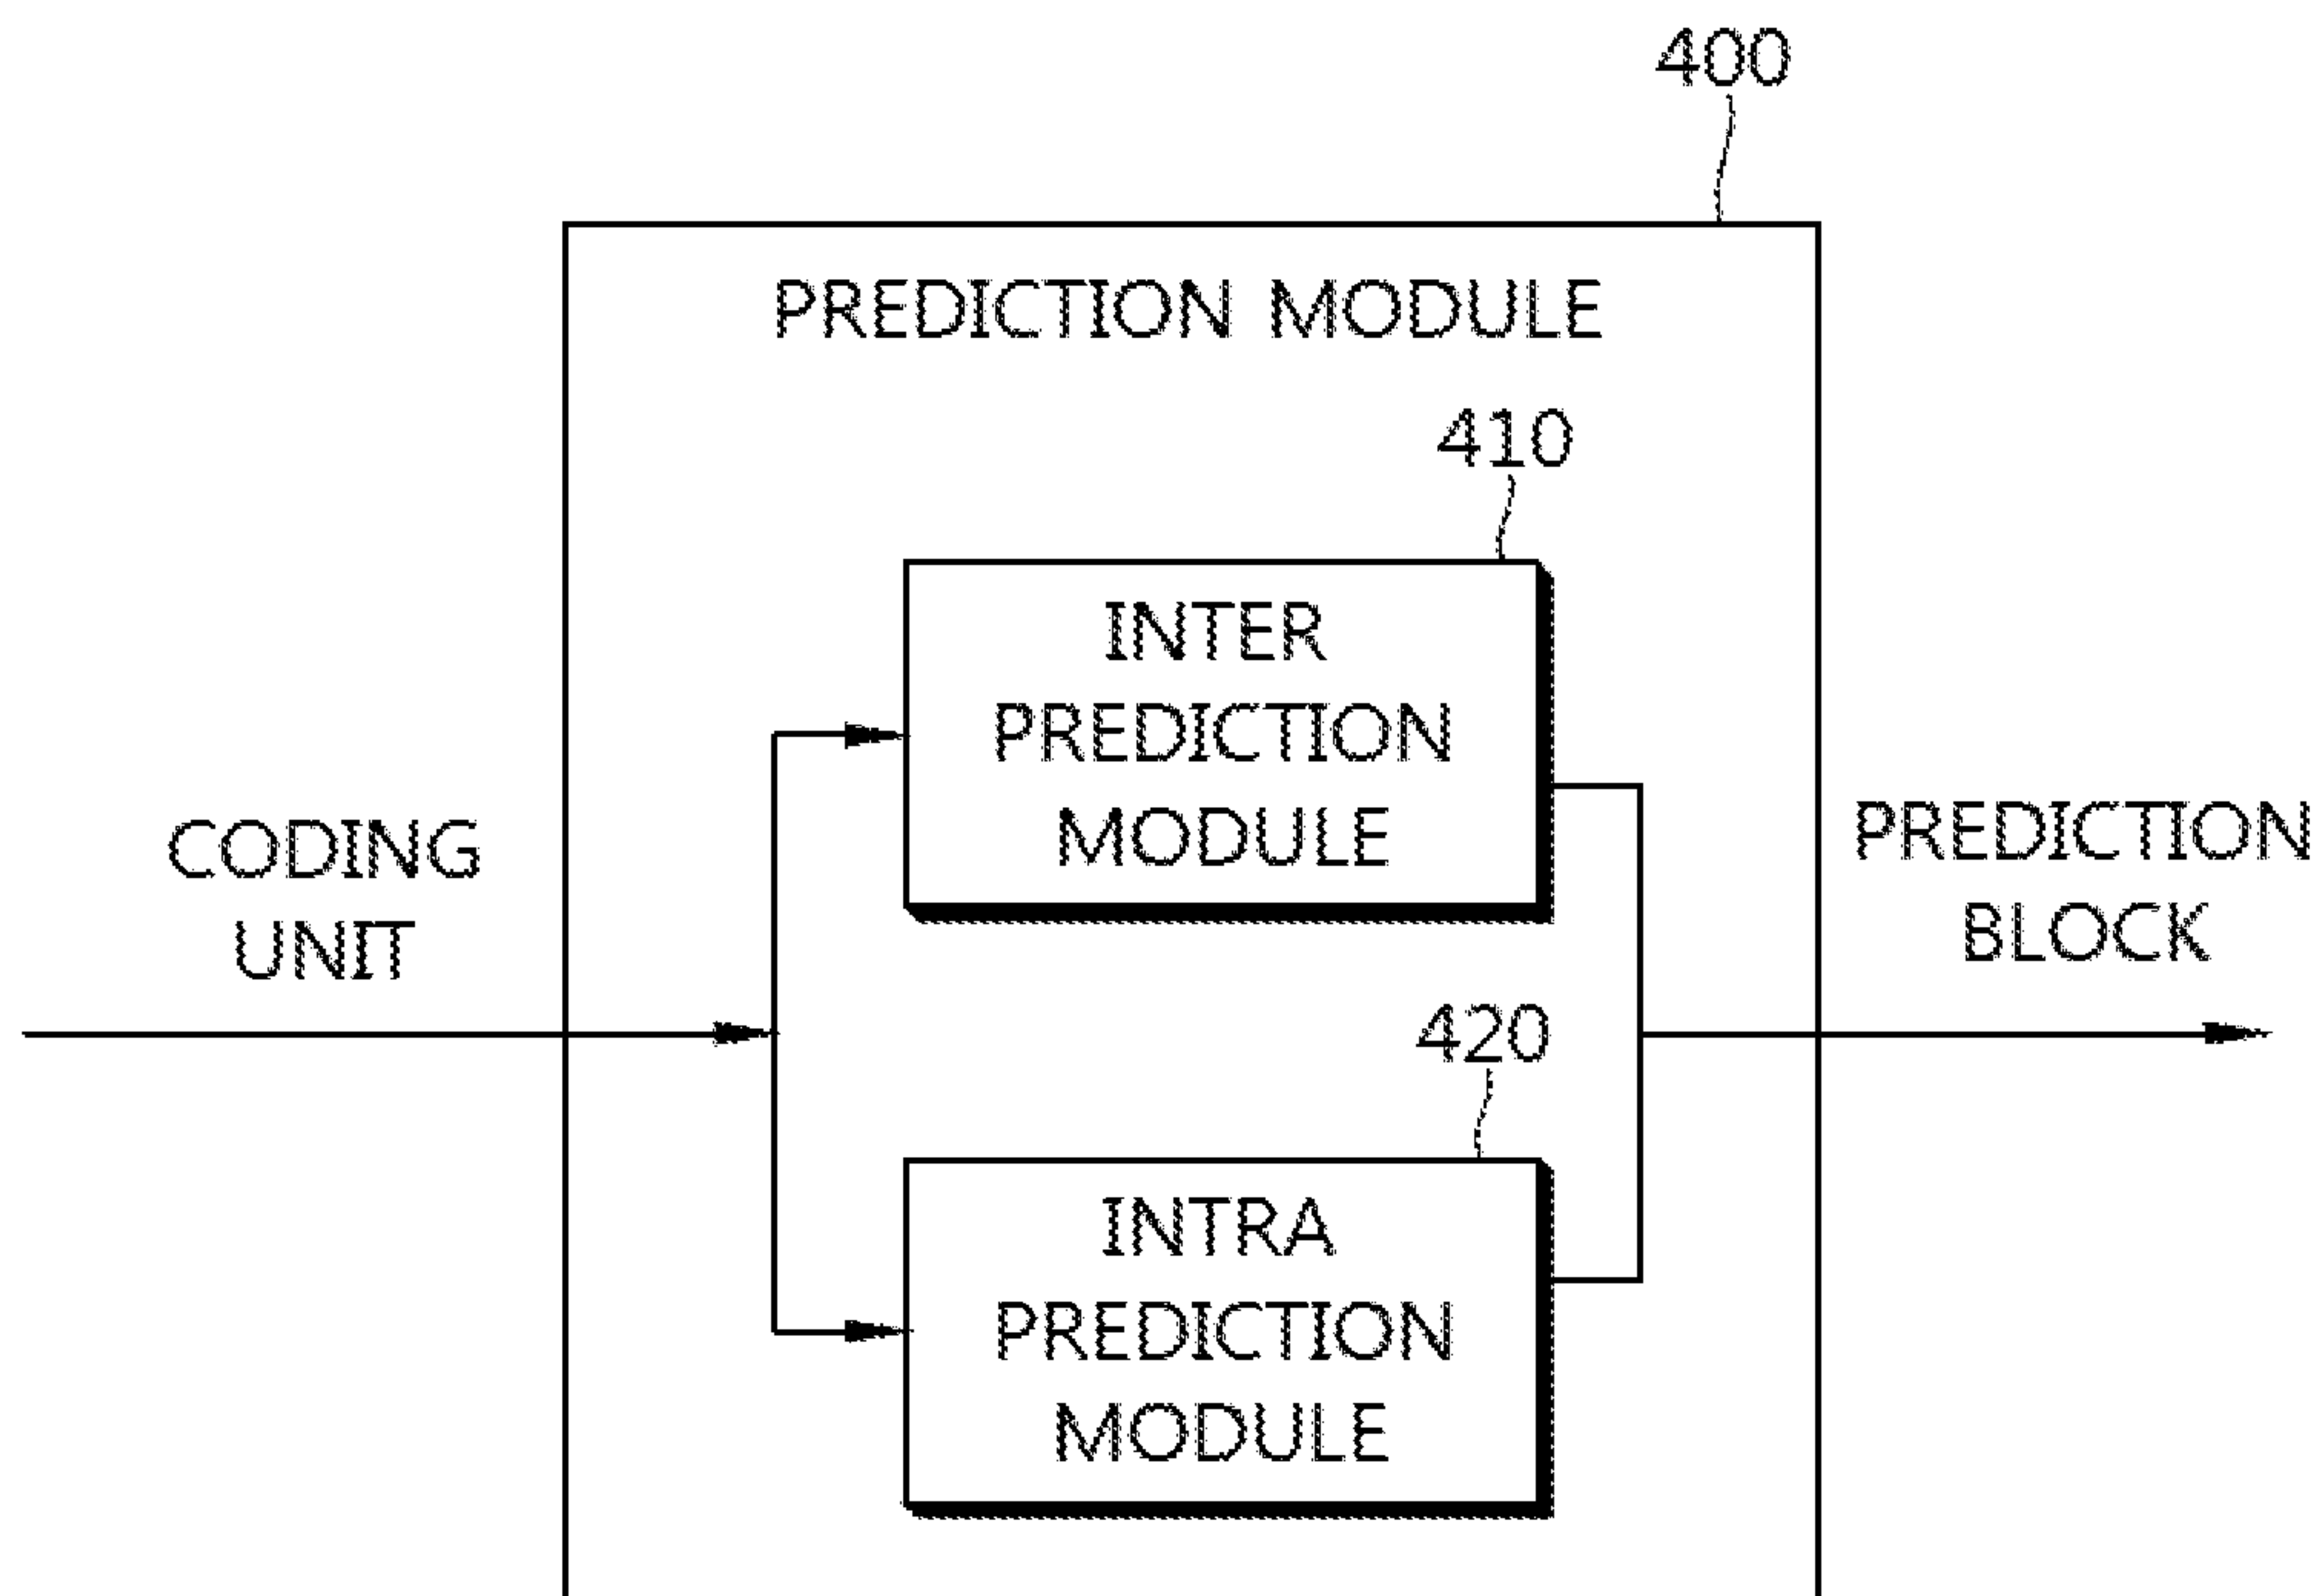 400
PREDICTION MODULE
410
INTER
PREDICTION
MODULE
CODING
UNIT
PREDICTION
BLOCK
420
INTRA
PREDICTION
MODULE